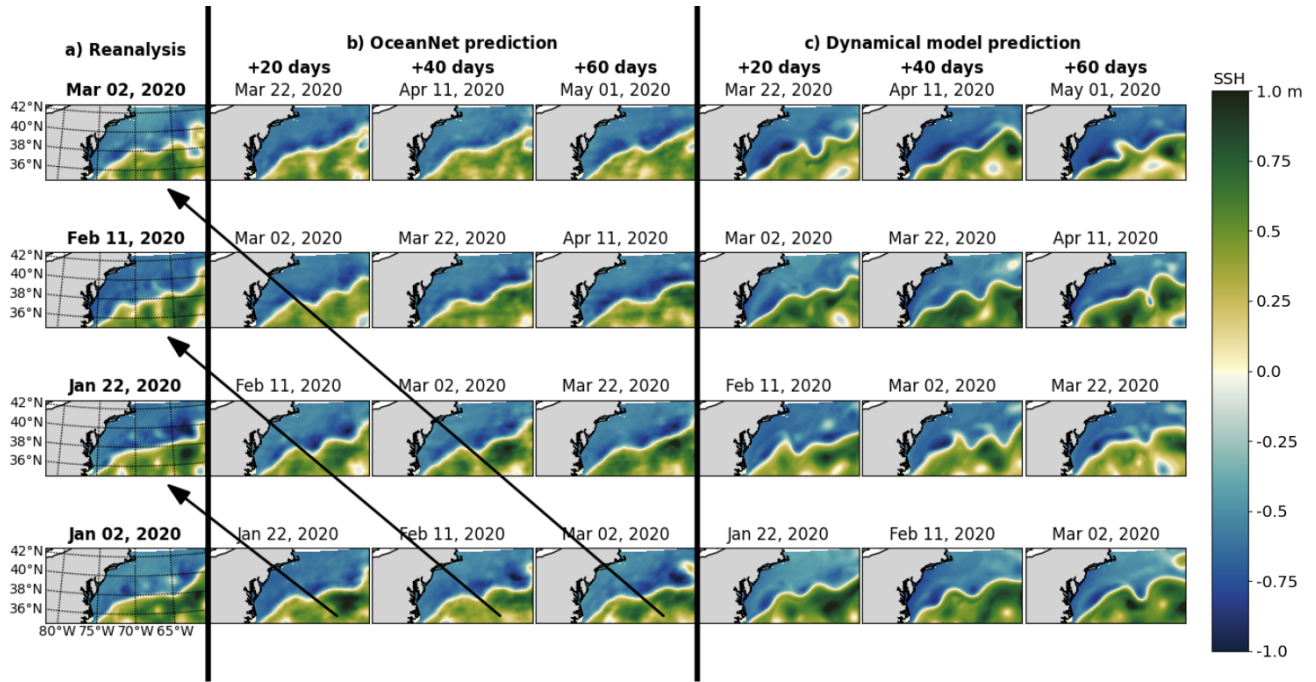 a) Reanalysis
b) OceanNet prediction
c) Dynamical model prediction
+20 days +40 days +60 days +20 days +40 days +60 days
SSH
Mar 02, 2020 Mar 22, 2020 Apr 11, 2020 May 01, 2020 Mar 22, 2020 Apr 11, 2020 May 01, 2020
42°N
40°N
38°N
36°N
Feb 11, 2020 Mar 02, 2020 Mar 22, 2020 Apr 11, 2020 Mar 02, 2020 Mar 22, 2020 Apr 11, 2020
42°N
40°N
38°N
36°N
Jan 22, 2020 Feb 11, 2020 Mar 02, 2020 Mar 22, 2020 Feb 11, 2020 Mar 02, 2020 Mar 22, 2020
42°N
40°N
38°N
36°N
Jan 02, 2020 Jan 22, 2020 Feb 11, 2020 Mar 02, 2020 Jan 22, 2020 Feb 11, 2020 Mar 02, 2020
42°N
40°N
38°N
36°N
80°W 75°W 70°W 65°W
1.0 m
0.75
0.5
0.25
0.0
-0.25
-0.5
-0.75
-1.0